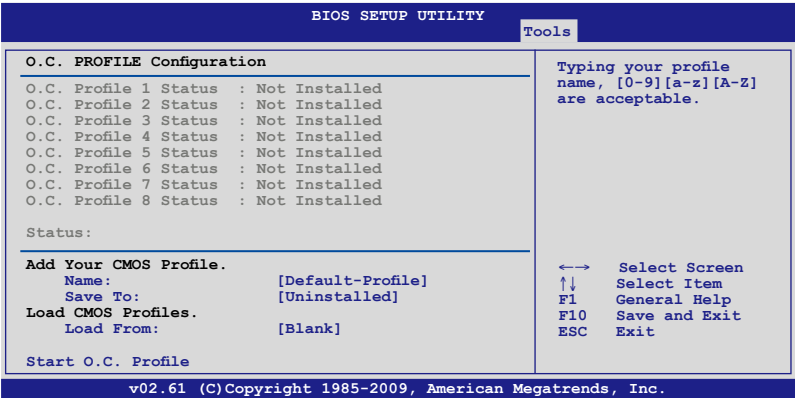 BIOS SETUP UTILITY
Tools
O.C. PROFILE Configuration
O.C. Profile 1 Status : Not Installed
O.C. Profile 2 Status : Not Installed
O.C. Profile 3 Status : Not Installed
O.C. Profile 4 Status : Not Installed
O.C. Profile 5 Status : Not Installed
O.C. Profile 6 Status : Not Installed
O.C. Profile 7 Status : Not Installed
O.C. Profile 8 Status : Not Installed
Status:
Add Your CMOS Profile.
Name: [Default-Profile]
Save To: [Uninstalled]
Load CMOS Profiles.
Load From: [Blank]
Start O.C. Profile
Typing your profile
name, [0-9][a-z][A-Z]
are acceptable.
←→ Select Screen
↑↓ Select Item
F1 General Help
F10 Save and Exit
ESC Exit
v02.61 (C)Copyright 1985-2009, American Megatrends, Inc.